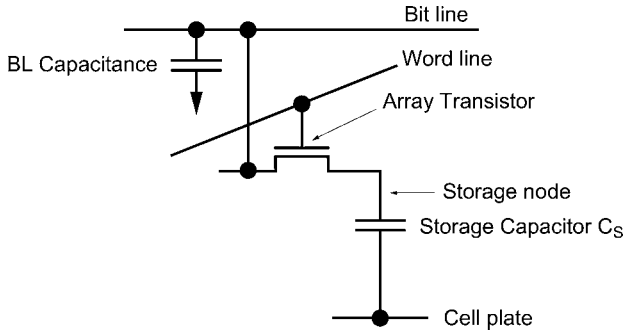 Bit line
BL Capacitance
Word line
Array Transistor
Storage node
Storage Capacitor CS
Cell plate